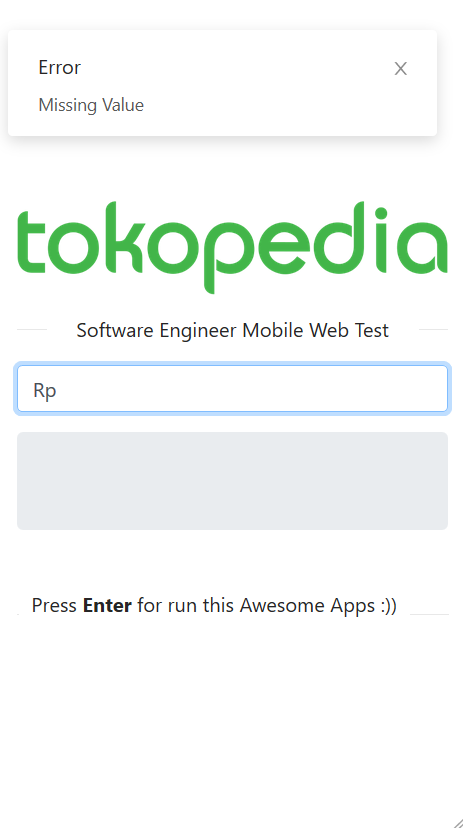 Error
X
Missing Value
tokopedia
Software Engineer Mobile Web Test
Rp
Press Enter for run this Awesome Apps :))